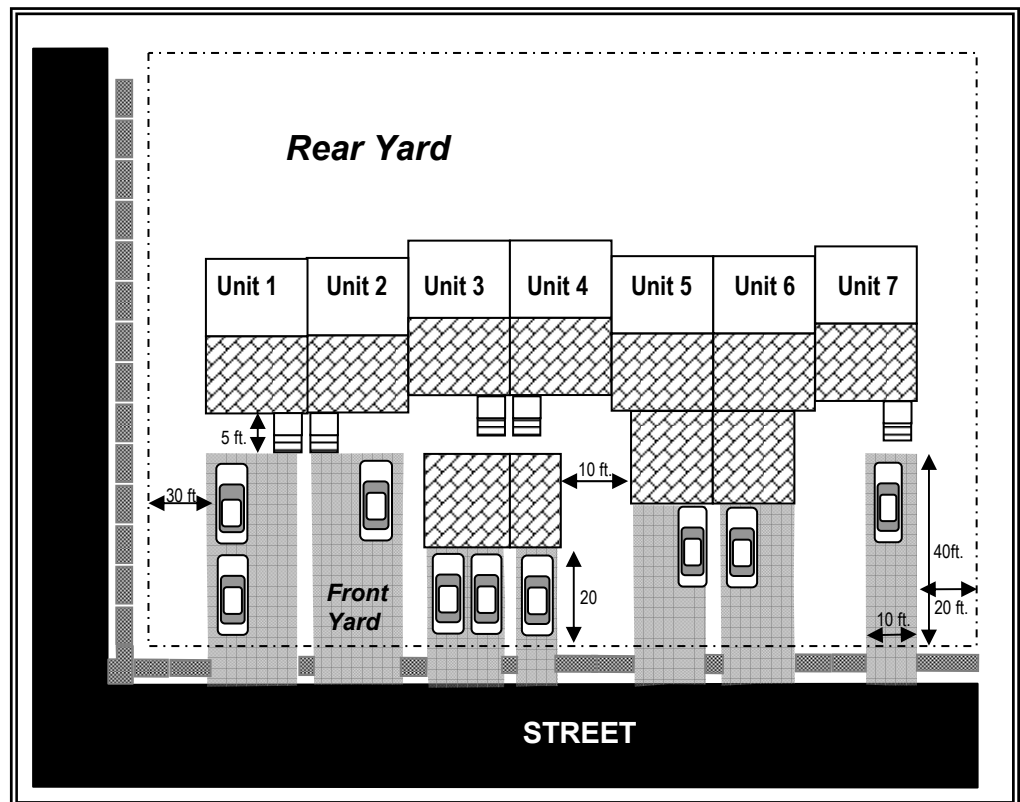 Rear Yard
Unit 1 Unit 2 Unit 3 Unit 4 Unit 5 Unit 6 Unit 7
5 ft.
10 ft.
30 ft
40ft.
20
Front
Yard
20 ft.
10 ft.
STREET